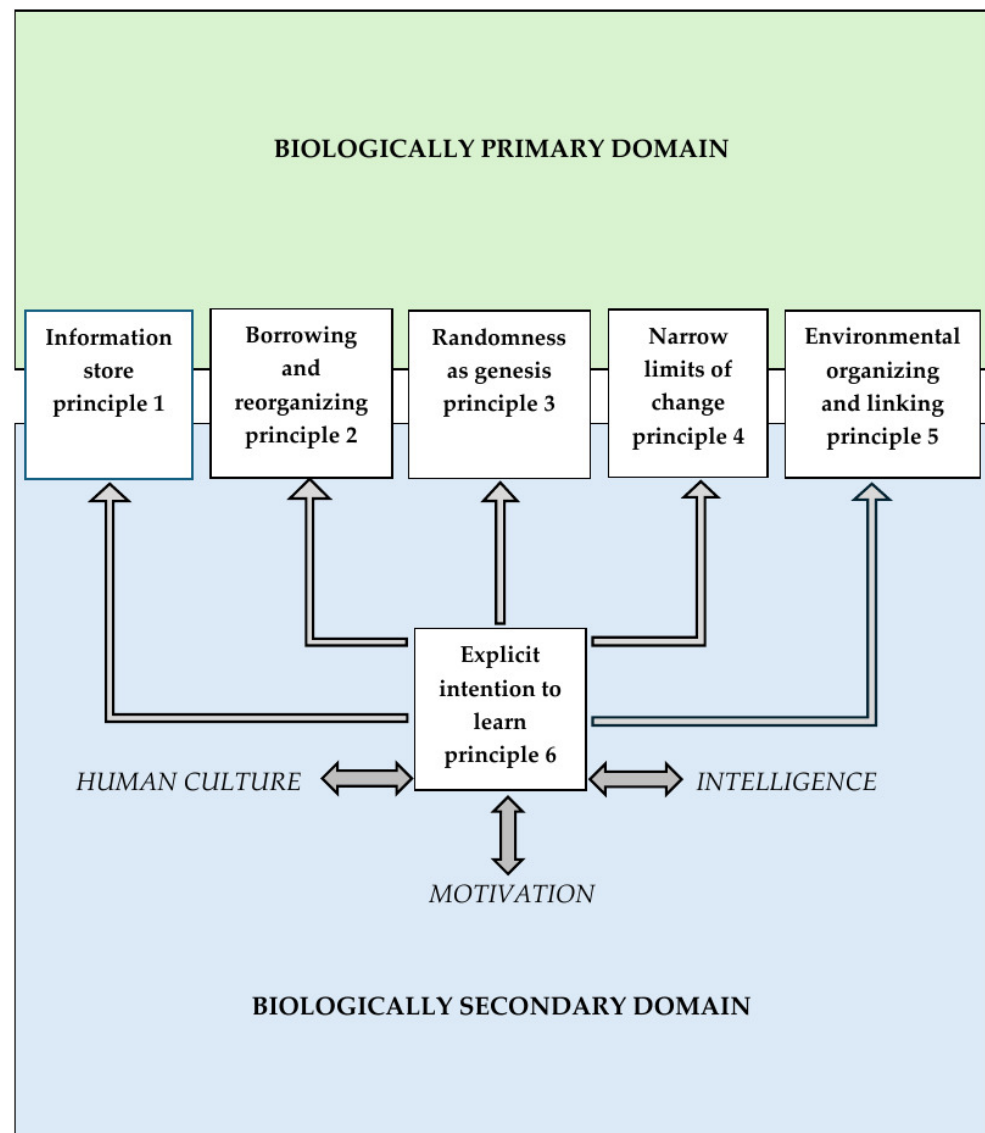 BIOLOGICALLY PRIMARY DOMAIN
Information
store
principle 1
Borrowing
and
reorganizing
principle 2
Randomness
as genesis
principle 3
Narrow
limits of
change
principle 4
Environmental
organizing
and linking
principle 5
Explicit
intention to
learn
principle 6
HUMAN CULTURE
INTELLIGENCE
MOTIVATION
BIOLOGICALLY SECONDARY DOMAIN